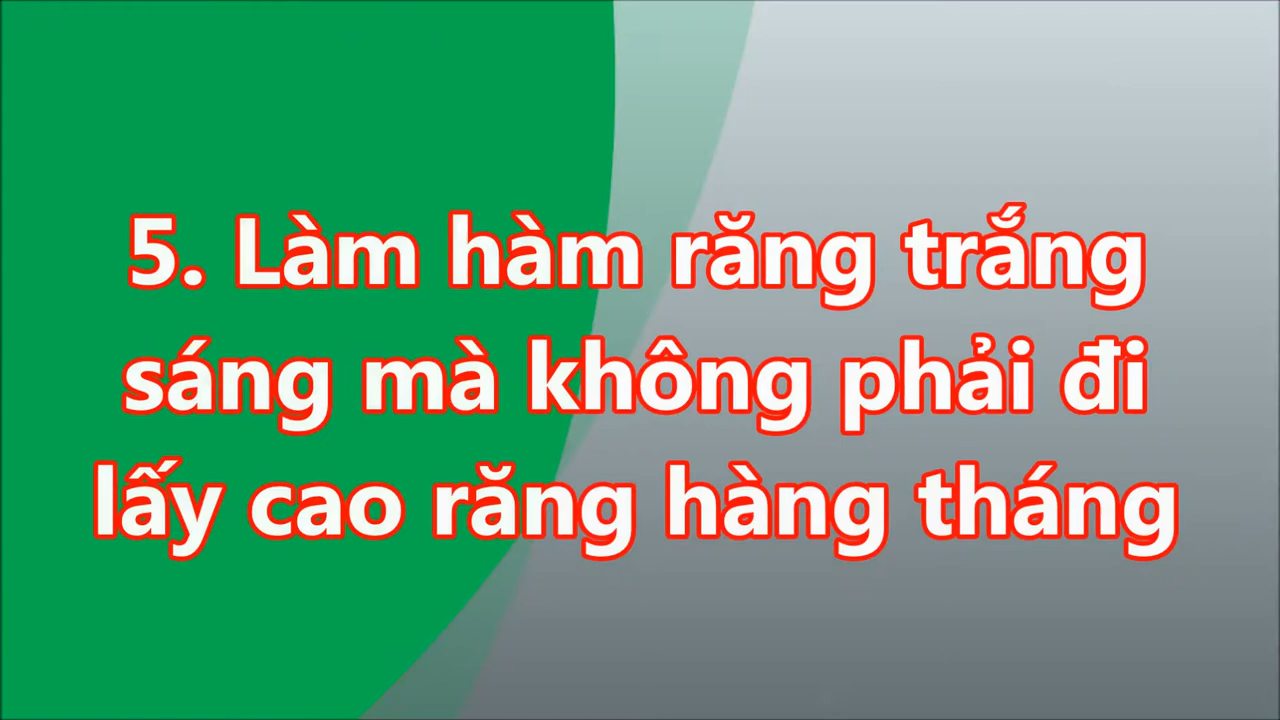 5. Làm hàm răng trắng
sáng mà không phải đi
lấy cao răng hàng tháng